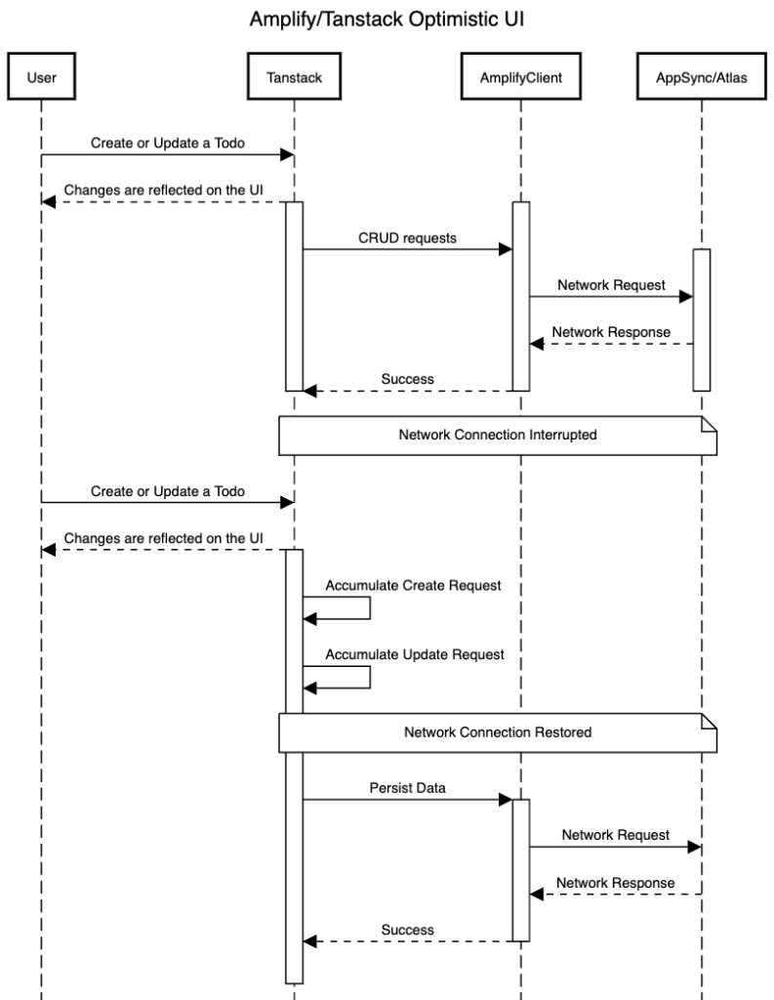 Amplify/Tanstack Optimistic UI
User
Tanstack
AmplifyClient
AppSync/Atlas
Create or Update a Todo
Changes are reflected on the UI
CRUD requests
Network Request
Network Response
Success
Network Connection Interrupted
Create or Update a Todo
Changes are reflected on the UI
Accumulate Create Request
Accumulate Update Request
Network Connection Restored
Persist Data
Network Request
Network Response
Success